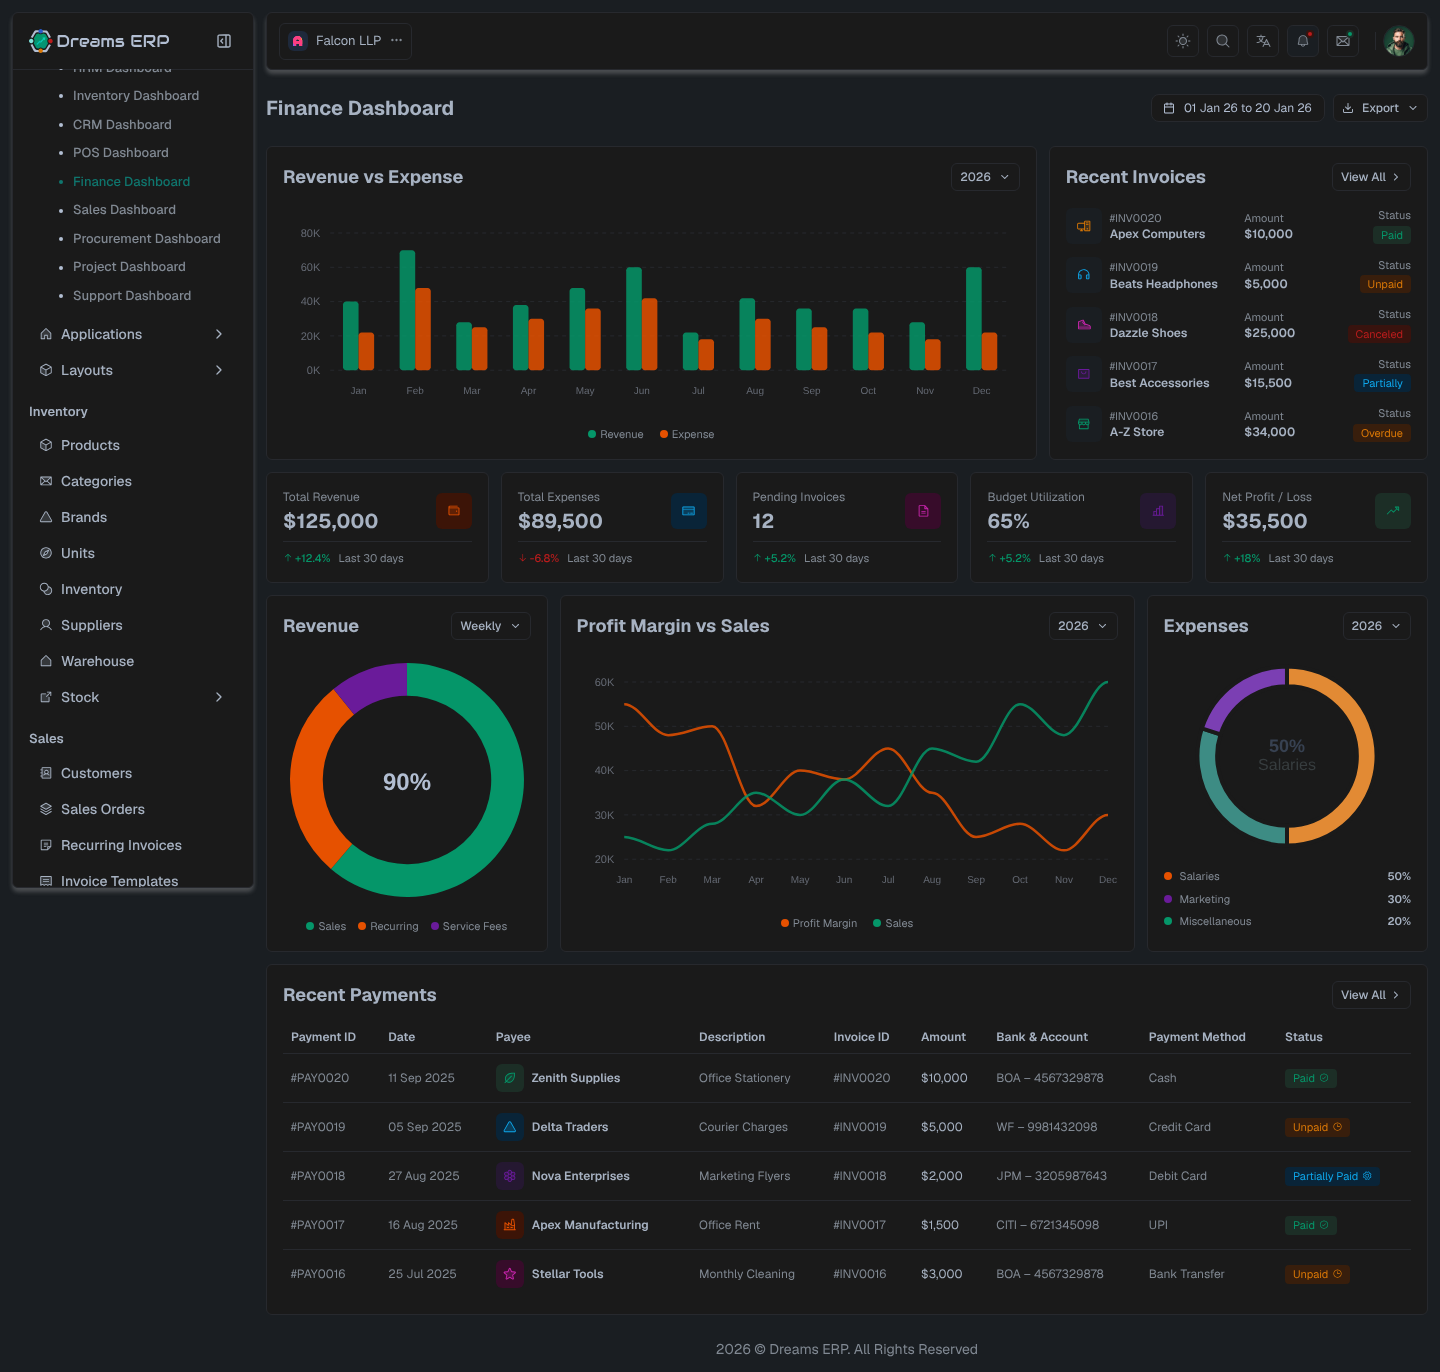 Dreams ERP
HRM Dashboard
Inventory Dashboard
CRM Dashboard
POS Dashboard
Finance Dashboard
Sales Dashboard
Procurement Dashboard
Project Dashboard
Support Dashboard
Applications
Layouts
Inventory
Products
Categories
Brands
Units
Inventory
Suppliers
Warehouse
Stock
Sales
Customers
Sales Orders
Recurring Invoices
Invoice Templates
Falcon LLP ···
Finance Dashboard
01 Jan 26 to 20 Jan 26
Export
Revenue vs Expense
2026
80K
60K
40K
20K
0K
Jan Feb Mar Apr May Jun Jul Aug Sep Oct Nov Dec
Revenue Expense
Recent Invoices
View All
#INV0020 Amount Status
Apex Computers $10,000 Paid
#INV0019 Amount Status
Beats Headphones $5,000 Unpaid
#INV0018 Amount Status
Dazzle Shoes $25,000 Canceled
#INV0017 Amount Status
Best Accessories $15,500 Partially
#INV0016 Amount Status
A-Z Store $34,000 Overdue
Total Revenue
$125,000
+12.4% Last 30 days
Total Expenses
$89,500
-6.8% Last 30 days
Pending Invoices
12
+5.2% Last 30 days
Budget Utilization
65%
+5.2% Last 30 days
Net Profit / Loss
$35,500
+18% Last 30 days
Revenue
Weekly
90%
Sales Recurring Service Fees
Profit Margin vs Sales
2026
60K
50K
40K
30K
20K
Jan Feb Mar Apr May Jun Jul Aug Sep Oct Nov Dec
Profit Margin Sales
Expenses
2026
50%
Salaries
Salaries 50%
Marketing 30%
Miscellaneous 20%
Recent Payments
View All
Payment ID Date Payee Description Invoice ID Amount Bank & Account Payment Method Status
#PAY0020 11 Sep 2025 Zenith Supplies Office Stationery #INV0020 $10,000 BOA – 4567329878 Cash Paid
#PAY0019 05 Sep 2025 Delta Traders Courier Charges #INV0019 $5,000 WF – 9981432098 Credit Card Unpaid
#PAY0018 27 Aug 2025 Nova Enterprises Marketing Flyers #INV0018 $2,000 JPM – 3205987643 Debit Card Partially Paid
#PAY0017 16 Aug 2025 Apex Manufacturing Office Rent #INV0017 $1,500 CITI – 6721345098 UPI Paid
#PAY0016 25 Jul 2025 Stellar Tools Monthly Cleaning #INV0016 $3,000 BOA – 4567329878 Bank Transfer Unpaid
2026 © Dreams ERP. All Rights Reserved